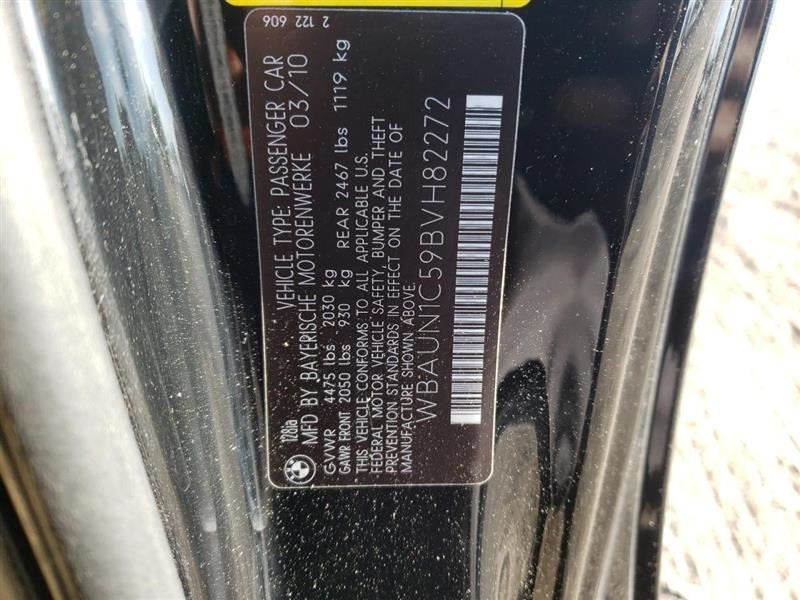 128ia VEHICLE TYPE: PASSENGER CAR
MFD BY BAYERISCHE MOTORENWERKE 03/10
GVWR 4475 lbs 2030 kg
GAWR FRONT 2050 lbs 930 kg REAR 2467 lbs 1119 kg
THIS VEHICLE CONFORMS TO ALL APPLICABLE U.S.
FEDERAL MOTOR VEHICLE SAFETY, BUMPER AND THEFT
PREVENTION STANDARDS IN EFFECT ON THE DATE OF
MANUFACTURE SHOWN ABOVE.
WBAUN1C59BVH82272
2 122 606
BMW